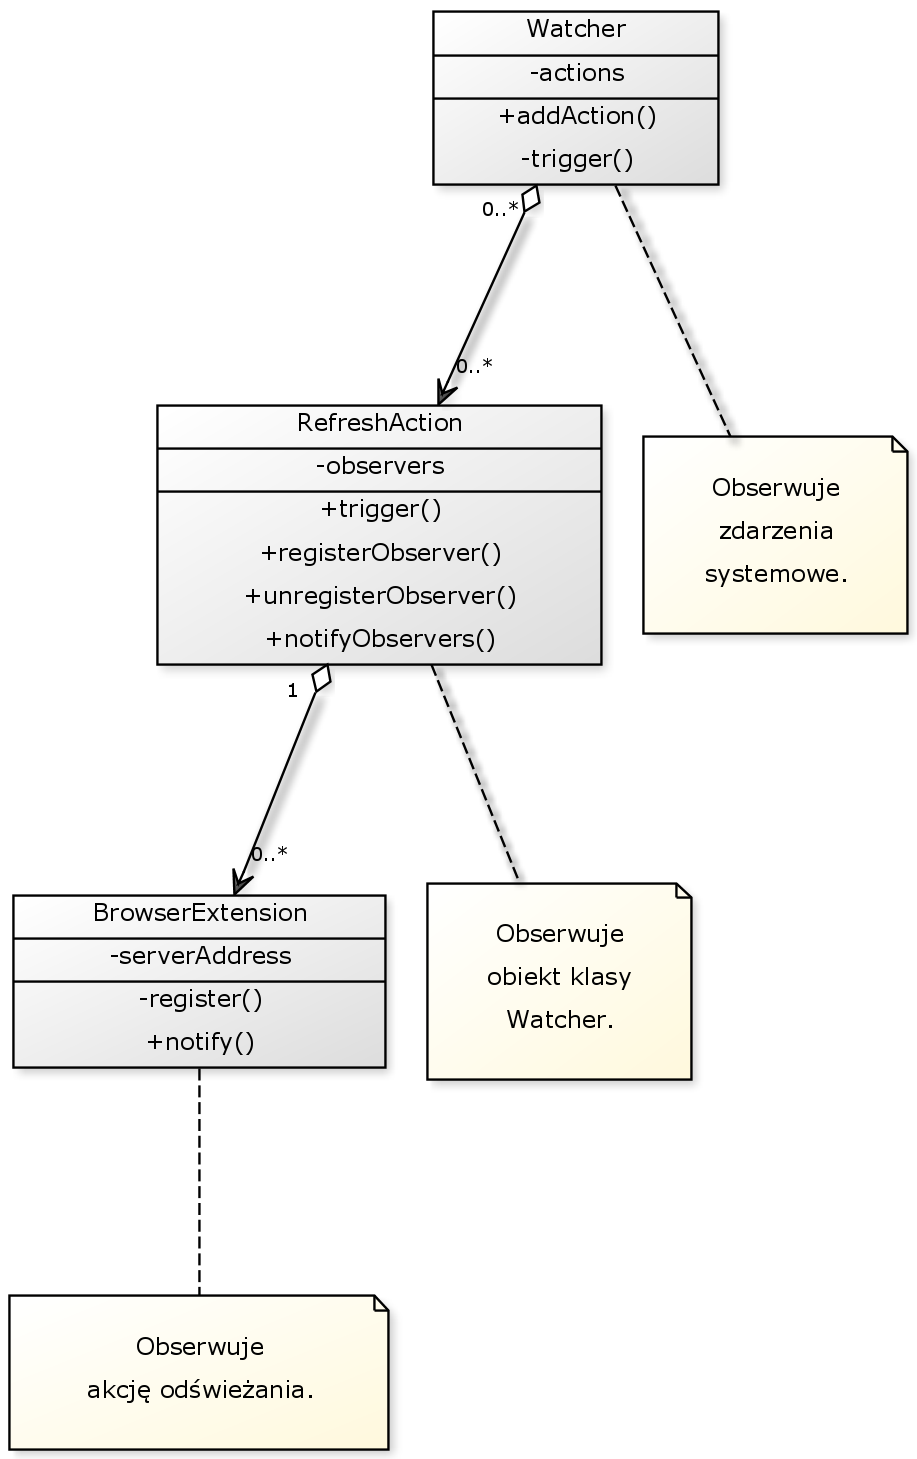 Watcher
-actions
+addAction()
-trigger()
0..*
0..*
RefreshAction
-observers
+trigger()
+registerObserver()
+unregisterObserver()
+notifyObservers()
Obserwuje
zdarzenia
systemowe.
1
0..*
BrowserExtension
-serverAddress
-register()
+notify()
Obserwuje
obiekt klasy
Watcher.
Obserwuje
akcję odświeżania.